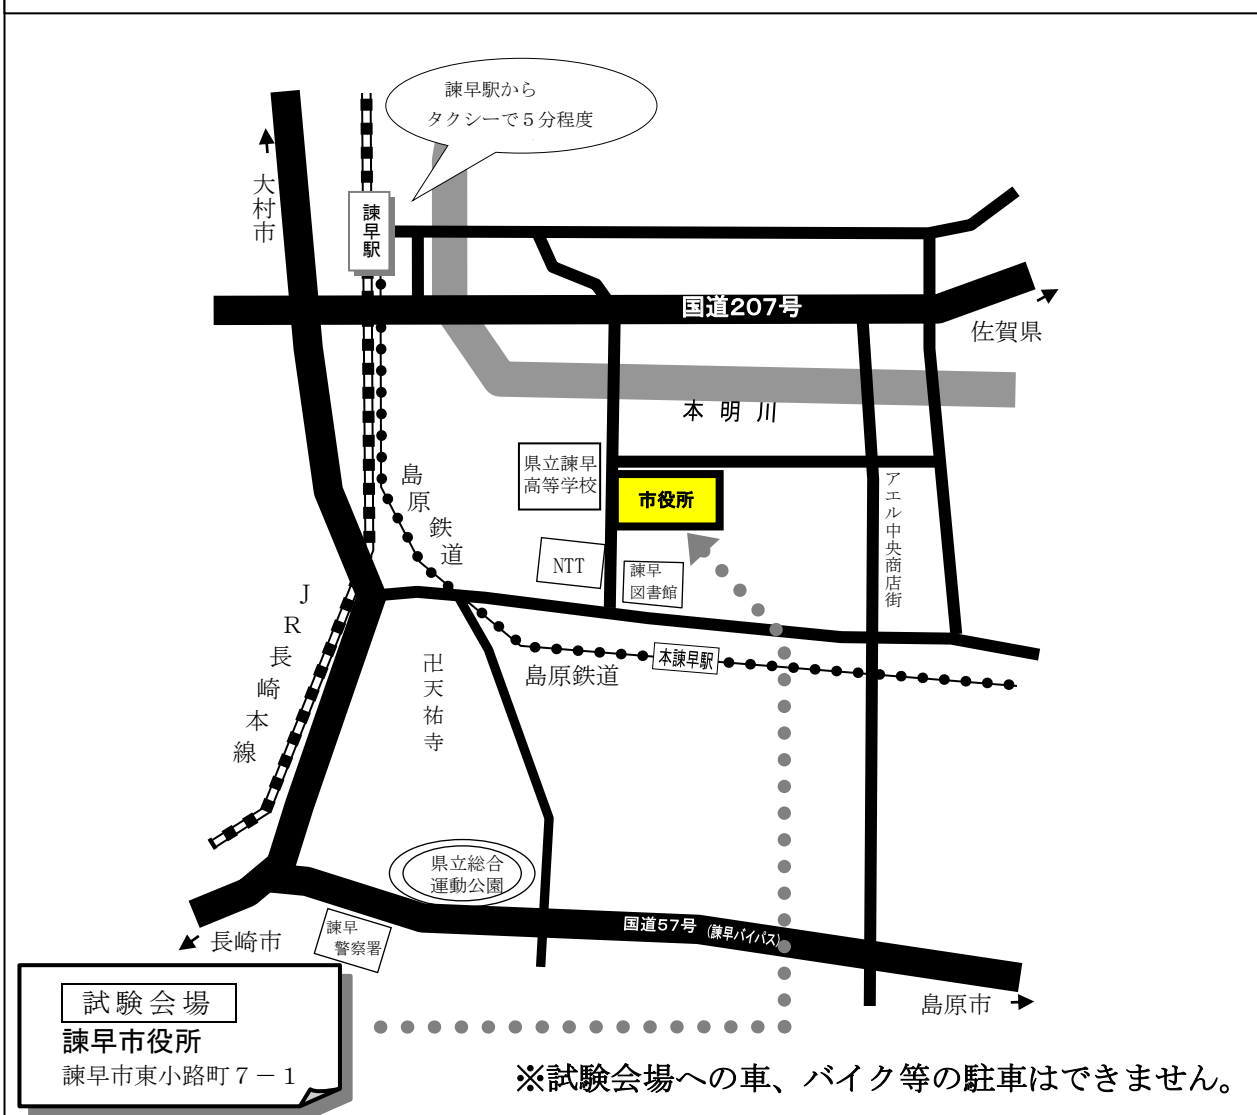 諫早駅から
タクシーで５分程度
大村市
諫早駅
国道207号
佐賀県
本明川
県立諫早
高等学校
市役所
島原鉄道
アエル中央商店街
NTT
諫早
図書館
ＪＲ長崎本線
本諫早駅
島原鉄道
卍天祐寺
県立総合
運動公園
国道57号（諫早バイパス）
諫早
警察署
長崎市
島原市
試験会場
諫早市役所
諫早市東小路町７－１
※試験会場への車、バイク等の駐車はできません。